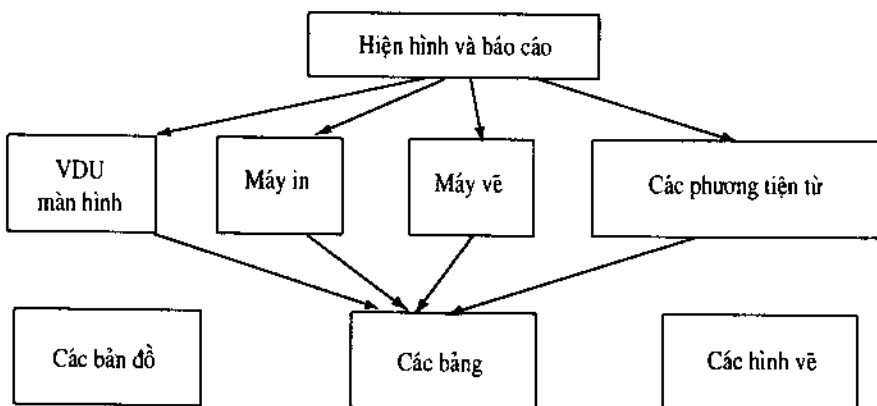 Hiện hình và báo cáo
VDU
màn hình
Máy in
Máy vẽ
Các phương tiện từ
Các bản đồ
Các bảng
Các hình vẽ